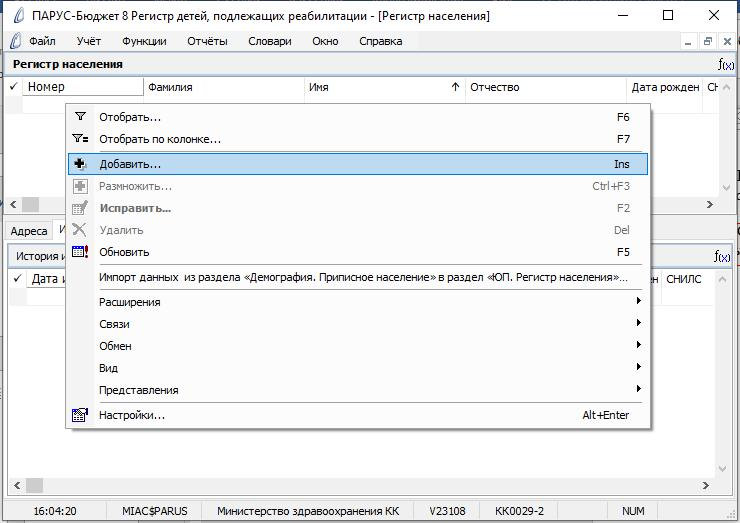 ПАРУС-Бюджет 8 Регистр детей, подлежащих реабилитации - [Регистр населения]
Файл Учёт Функции Отчёты Словари Окно Справка
Регистр населения
Номер Фамилия Имя Отчество Дата рожден
Отобрать... F6
Отобрать по колонке... F7
Добавить... Ins
Размножить... Ctrl+F3
Исправить... F2
Удалить Del
Обновить F5
Импорт данных из раздела «Демография. Приписное население» в раздел «ЮП. Регистр населения»...
Расширения
Связи
Обмен
Вид
Представления
Настройки... Alt+Enter
Адреса
История и
Дата и ен СНИЛС
16:04:20 MIAC$PARUS Министерство здравоохранения КК V23108 КК0029-2 NUM